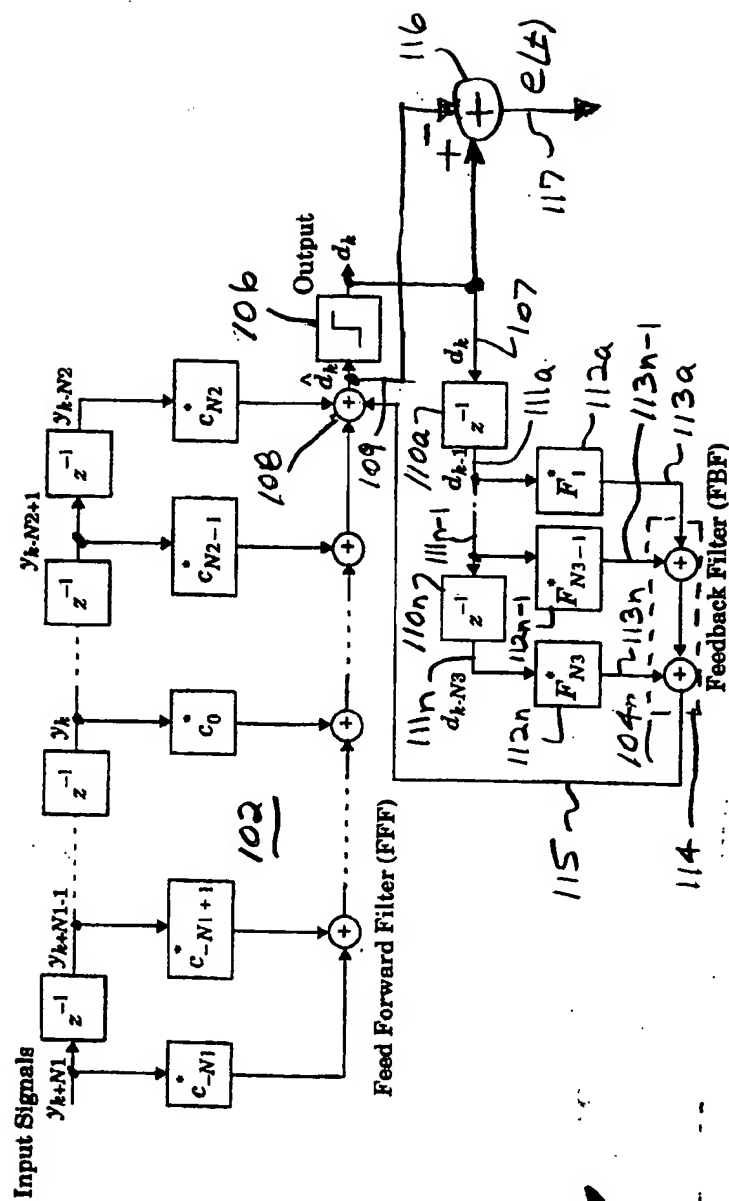 Input Signals
y_{k+N1}
z^{-1}
y_{k+N1-1}
z^{-1}
y_k
z^{-1}
y_{k-N2+1}
z^{-1}
y_{k-N2}
c*_{-N1}
c*_{-N1+1}
c*_0
c*_{N2-1}
c*_{N2}
102
+
+
+
+
108
109
d̂_k
106
Output
d_k
Feed Forward Filter (FFF)
−
+
+
116
e(t)
117
d_k
107
110a
z^{-1}
d_{k-1}
111a
111n-1
110n
z^{-1}
111n
d_{k-N3}
112a
F*_1
112n-1
F*_{N3-1}
112n
F*_{N3}
113a
113n-1
113n
104n
+
+
115
114
Feedback Filter (FBF)